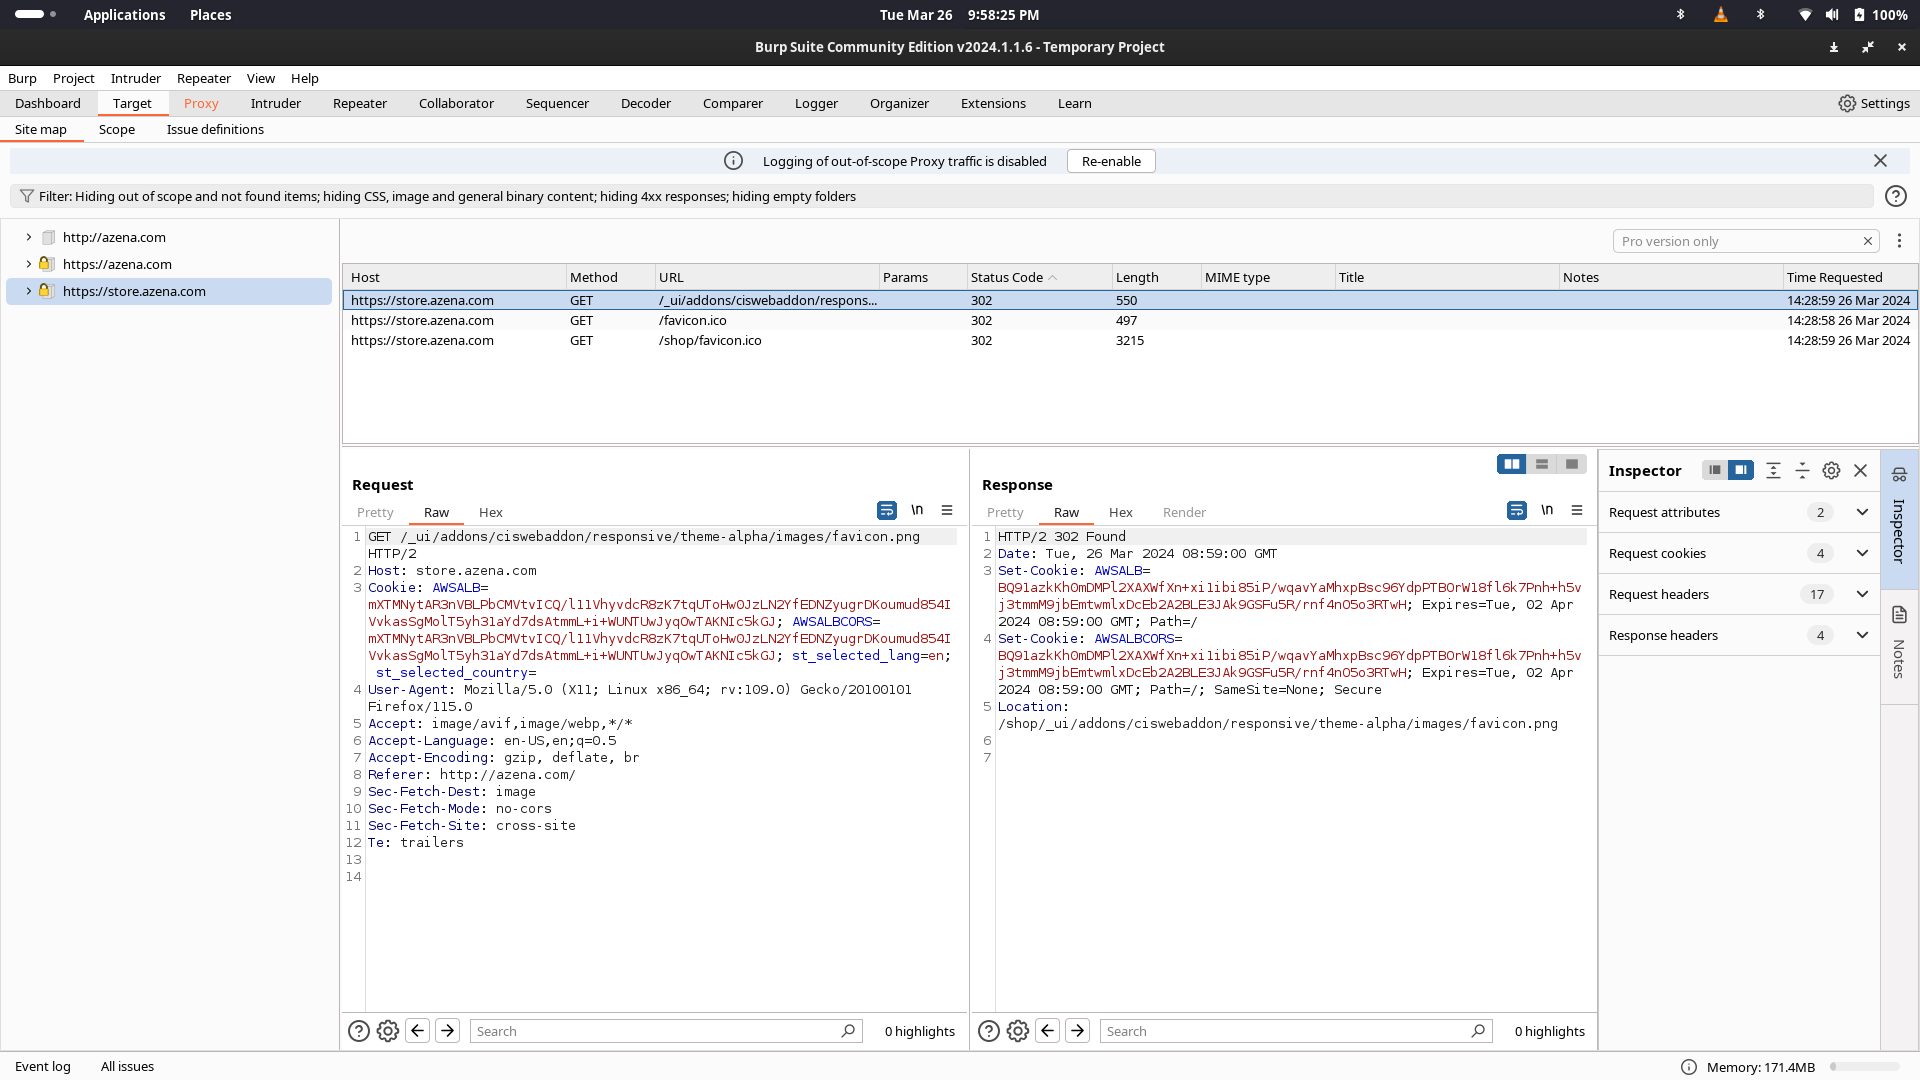 Applications Places Tue Mar 26 9:58:25 PM 100%
Burp Suite Community Edition v2024.1.1.6 - Temporary Project
Burp Project Intruder Repeater View Help
Dashboard Target Proxy Intruder Repeater Collaborator Sequencer Decoder Comparer Logger Organizer Extensions Learn Settings
Site map Scope Issue definitions
Logging of out-of-scope Proxy traffic is disabled Re-enable
Filter: Hiding out of scope and not found items; hiding CSS, image and general binary content; hiding 4xx responses; hiding empty folders
http://azena.com
https://azena.com
https://store.azena.com
Pro version only
Host Method URL Params Status Code Length MIME type Title Notes Time Requested
https://store.azena.com GET /_ui/addons/ciswebaddon/respons... 302 550 14:28:59 26 Mar 2024
https://store.azena.com GET /favicon.ico 302 497 14:28:58 26 Mar 2024
https://store.azena.com GET /shop/favicon.ico 302 3215 14:28:59 26 Mar 2024
Request
Pretty Raw Hex \n
1 GET /_ui/addons/ciswebaddon/responsive/theme-alpha/images/favicon.png
HTTP/2
2 Host: store.azena.com
3 Cookie: AWSALB=
mXTMNytAR3nVBLPbCMVtvICQ/l11VhyvdcR8zK7tqUToHw0JzLN2YfEDNZyugrDKoumud854I
VvkasSgMolT5yh31aYd7dsAtmmL+i+WUNTUwJyqOwTAKNIc5kGJ; AWSALBCORS=
mXTMNytAR3nVBLPbCMVtvICQ/l11VhyvdcR8zK7tqUToHw0JzLN2YfEDNZyugrDKoumud854I
VvkasSgMolT5yh31aYd7dsAtmmL+i+WUNTUwJyqOwTAKNIc5kGJ; st_selected_lang=en;
st_selected_country=
4 User-Agent: Mozilla/5.0 (X11; Linux x86_64; rv:109.0) Gecko/20100101
Firefox/115.0
5 Accept: image/avif,image/webp,*/*
6 Accept-Language: en-US,en;q=0.5
7 Accept-Encoding: gzip, deflate, br
8 Referer: http://azena.com/
9 Sec-Fetch-Dest: image
10 Sec-Fetch-Mode: no-cors
11 Sec-Fetch-Site: cross-site
12 Te: trailers
13
14
Search 0 highlights
Response
Pretty Raw Hex Render \n
1 HTTP/2 302 Found
2 Date: Tue, 26 Mar 2024 08:59:00 GMT
3 Set-Cookie: AWSALB=
BQ91azkKh0mDMPl2XAXWfXn+xi1ibi85iP/wqavYaMhxpBsc96YdpPTBOrW18fl6k7Pnh+h5v
j3tmmM9jbEmtwmlxDcEb2A2BLE3JAk9GSFu5R/rnf4nO5o3RTwH; Expires=Tue, 02 Apr
2024 08:59:00 GMT; Path=/
4 Set-Cookie: AWSALBCORS=
BQ91azkKh0mDMPl2XAXWfXn+xi1ibi85iP/wqavYaMhxpBsc96YdpPTBOrW18fl6k7Pnh+h5v
j3tmmM9jbEmtwmlxDcEb2A2BLE3JAk9GSFu5R/rnf4nO5o3RTwH; Expires=Tue, 02 Apr
2024 08:59:00 GMT; Path=/; SameSite=None; Secure
5 Location:
/shop/_ui/addons/ciswebaddon/responsive/theme-alpha/images/favicon.png
6
7
Search 0 highlights
Inspector
Request attributes 2
Request cookies 4
Request headers 17
Response headers 4
Inspector
Notes
Event log All issues Memory: 171.4MB